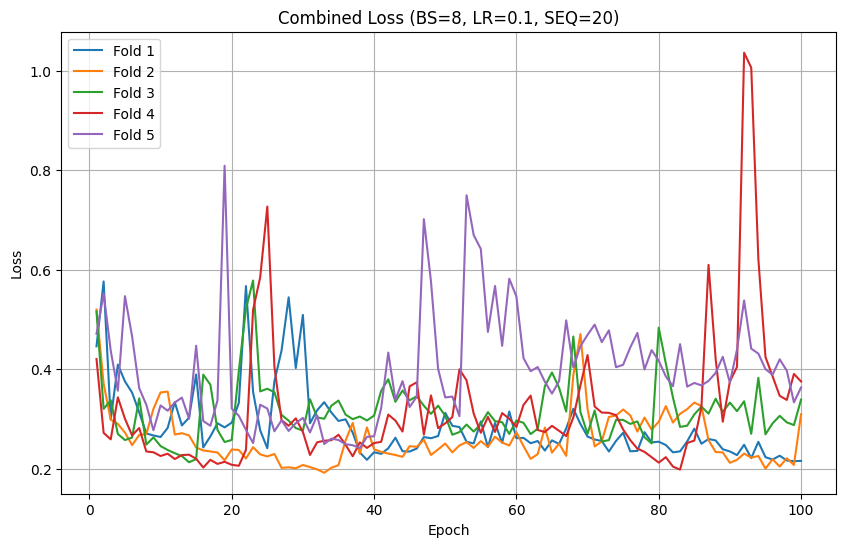 Combined Loss (BS=8, LR=0.1, SEQ=20)
Fold 1
Fold 2
Fold 3
Fold 4
Fold 5
Loss
1.0
0.8
0.6
0.4
0.2
0
20
40
60
80
100
Epoch